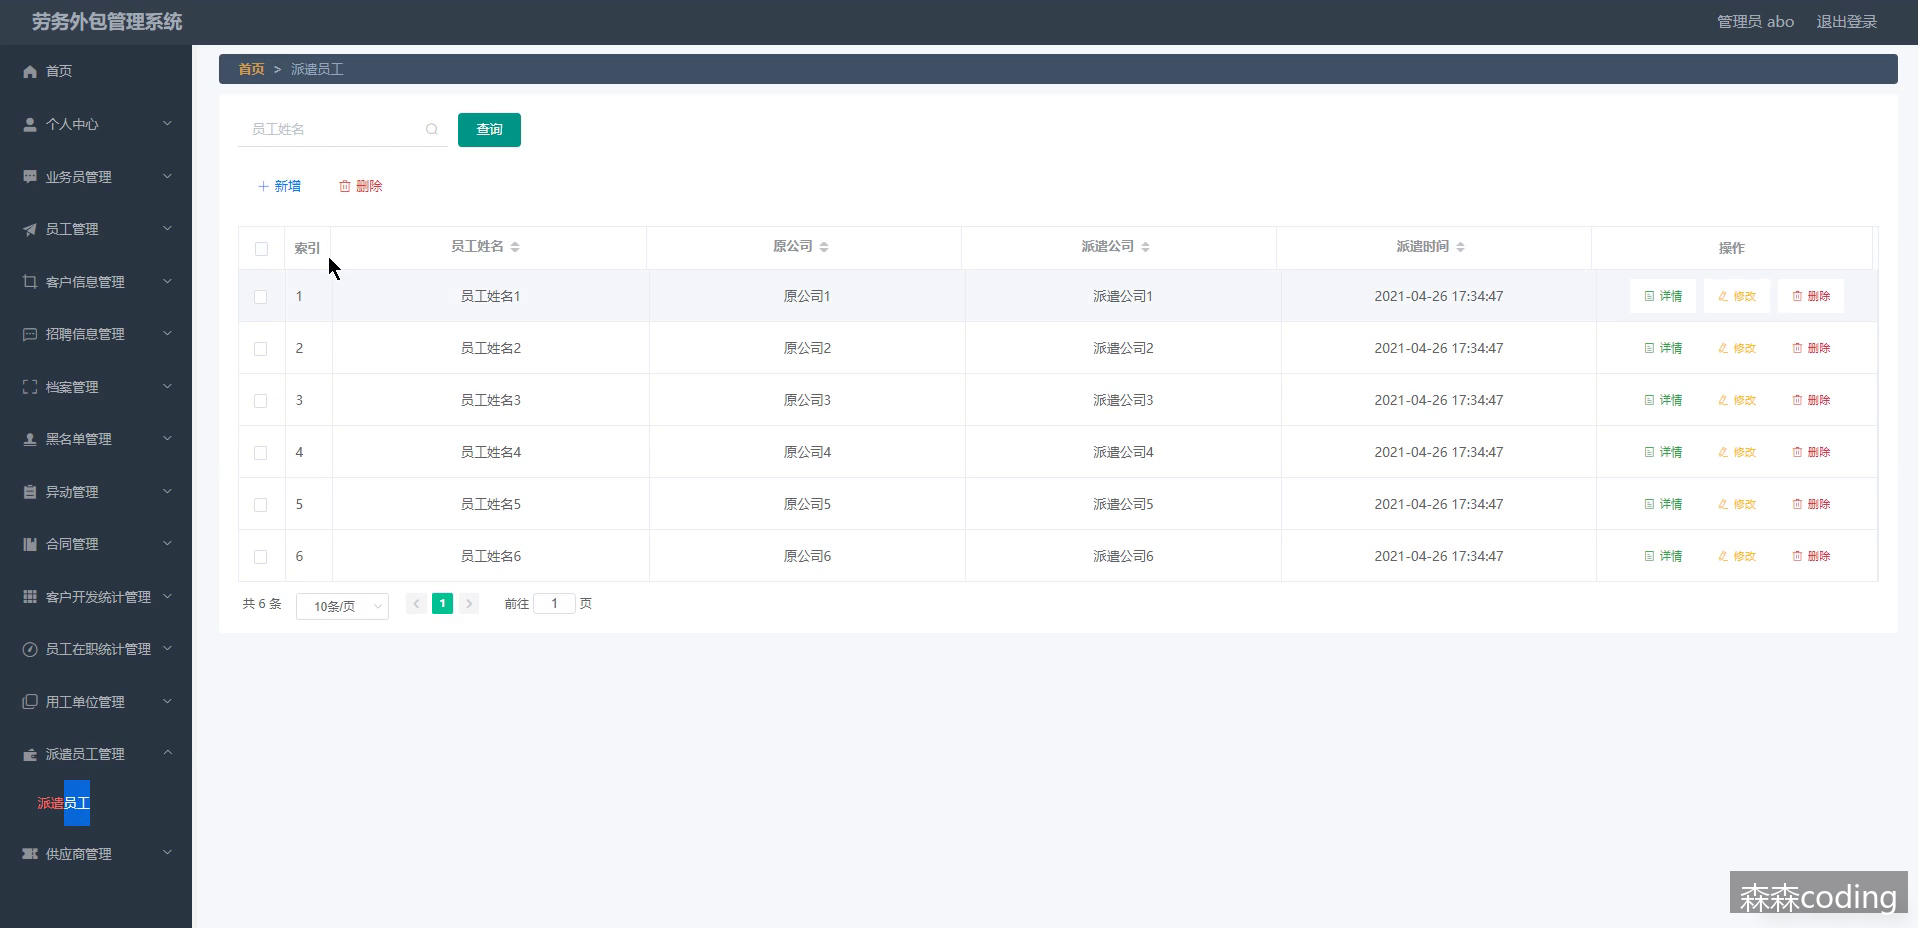 劳务外包管理系统
管理员 abo
退出登录
首页
个人中心
业务员管理
员工管理
客户信息管理
招聘信息管理
档案管理
黑名单管理
异动管理
合同管理
客户开发统计管理
员工在职统计管理
用工单位管理
派遣员工管理
派遣员工
供应商管理
首页 > 派遣员工
员工姓名
查询
新增
删除
索引 员工姓名 原公司 派遣公司 派遣时间 操作
1 员工姓名1 原公司1 派遣公司1 2021-04-26 17:34:47 详情 修改 删除
2 员工姓名2 原公司2 派遣公司2 2021-04-26 17:34:47 详情 修改 删除
3 员工姓名3 原公司3 派遣公司3 2021-04-26 17:34:47 详情 修改 删除
4 员工姓名4 原公司4 派遣公司4 2021-04-26 17:34:47 详情 修改 删除
5 员工姓名5 原公司5 派遣公司5 2021-04-26 17:34:47 详情 修改 删除
6 员工姓名6 原公司6 派遣公司6 2021-04-26 17:34:47 详情 修改 删除
共 6 条 10条/页 1 前往 1 页
森森coding